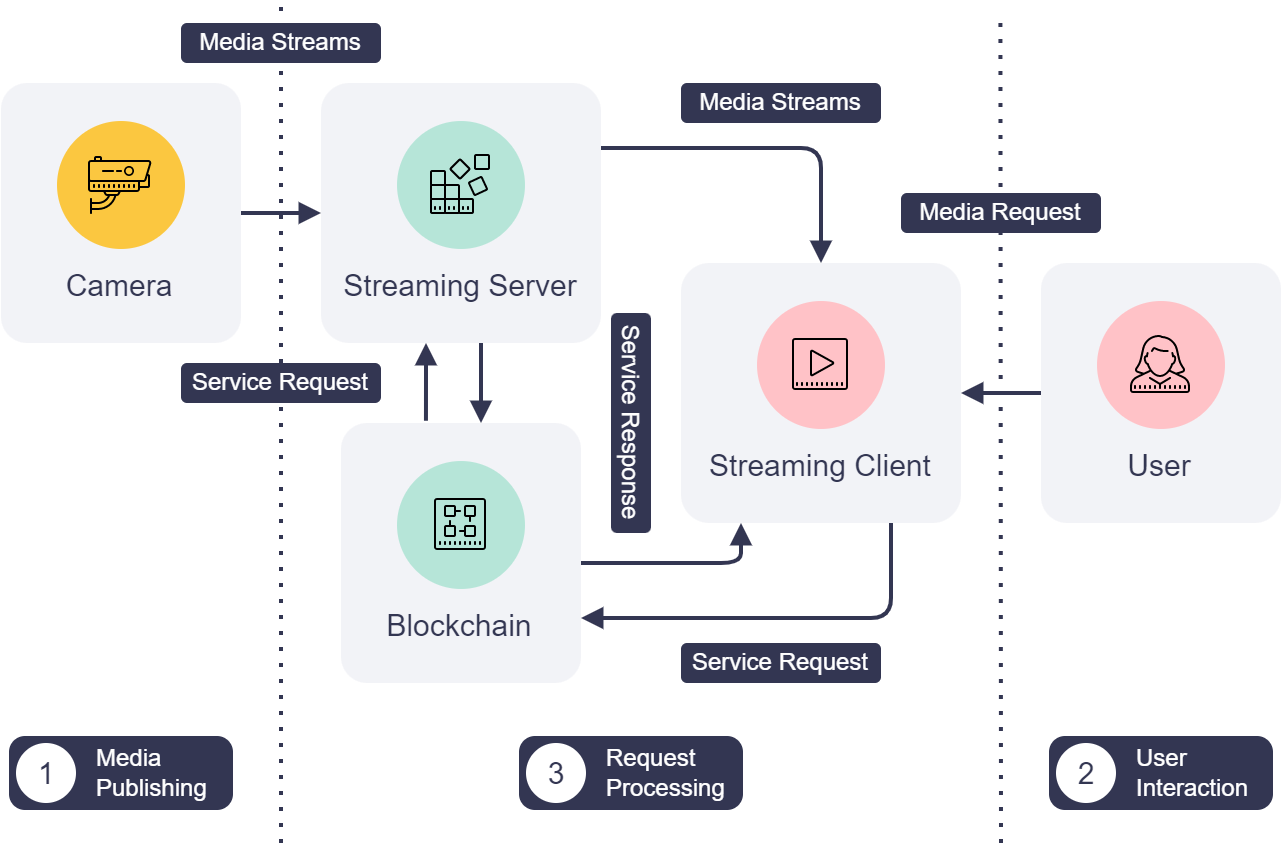 Media Streams
Media Streams
Media Request
Camera
Streaming Server
Service Request
Service Response
Streaming Client
User
Blockchain
Service Request
1
Media
Publishing
3
Request
Processing
2
User
Interaction